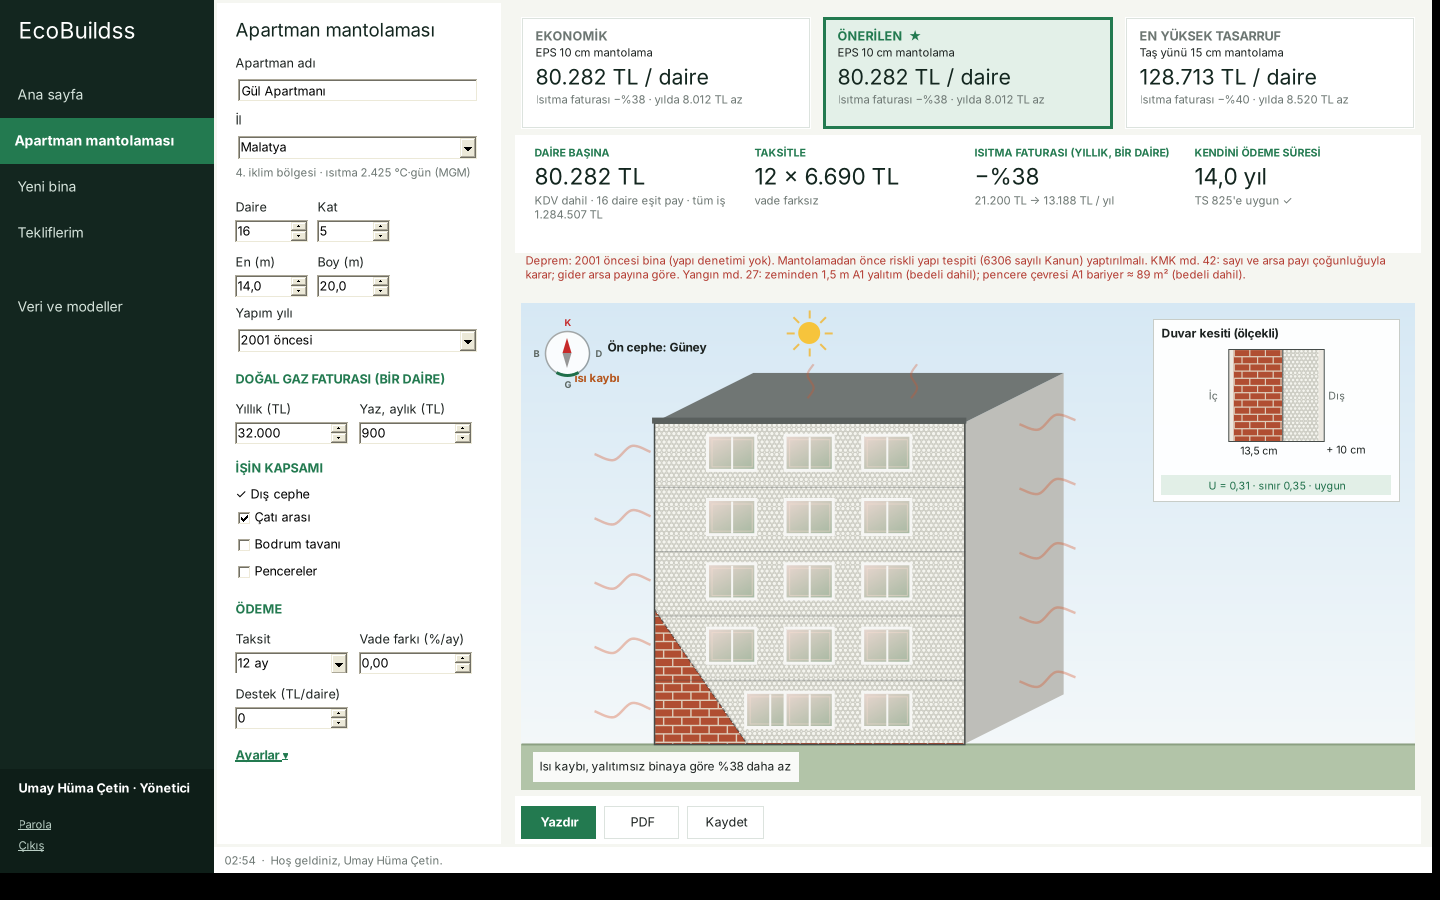 EcoBuildss
Ana sayfa
Apartman mantolaması
Yeni bina
Tekliflerim
Veri ve modeller
Umay Hüma Çetin · Yönetici
Parola
Çıkış
Apartman mantolaması
Apartman adı
Gül Apartmanı
İl
Malatya
4. iklim bölgesi · ısıtma 2.425 °C·gün (MGM)
Daire Kat
16 5
En (m) Boy (m)
14,0 20,0
Yapım yılı
2001 öncesi
DOĞAL GAZ FATURASI (BİR DAİRE)
Yıllık (TL) Yaz, aylık (TL)
32.000 900
İŞİN KAPSAMI
✓ Dış cephe
Çatı arası
Bodrum tavanı
Pencereler
ÖDEME
Taksit Vade farkı (%/ay)
12 ay 0,00
Destek (TL/daire)
0
Ayarlar ▾
EKONOMİK
EPS 10 cm mantolama
80.282 TL / daire
Isıtma faturası −%38 · yılda 8.012 TL az
ÖNERİLEN ★
EPS 10 cm mantolama
80.282 TL / daire
Isıtma faturası −%38 · yılda 8.012 TL az
EN YÜKSEK TASARRUF
Taş yünü 15 cm mantolama
128.713 TL / daire
Isıtma faturası −%40 · yılda 8.520 TL az
DAİRE BAŞINA
80.282 TL
KDV dahil · 16 daire eşit pay · tüm iş
1.284.507 TL
TAKSİTLE
12 × 6.690 TL
vade farksız
ISITMA FATURASI (YILLIK, BİR DAİRE)
−%38
21.200 TL → 13.188 TL / yıl
KENDİNİ ÖDEME SÜRESİ
14,0 yıl
TS 825'e uygun ✓
Deprem: 2001 öncesi bina (yapı denetimi yok). Mantolamadan önce riskli yapı tespiti (6306 sayılı Kanun) yaptırılmalı. KMK md. 42: sayı ve arsa payı çoğunluğuyla
karar; gider arsa payına göre. Yangın md. 27: zeminden 1,5 m A1 yalıtım (bedeli dahil); pencere çevresi A1 bariyer ≈ 89 m² (bedeli dahil).
K
B D
G
Ön cephe: Güney
ısı kaybı
Duvar kesiti (ölçekli)
İç Dış
13,5 cm + 10 cm
U = 0,31 · sınır 0,35 · uygun
Isı kaybı, yalıtımsız binaya göre %38 daha az
Yazdır PDF Kaydet
02:54 · Hoş geldiniz, Umay Hüma Çetin.